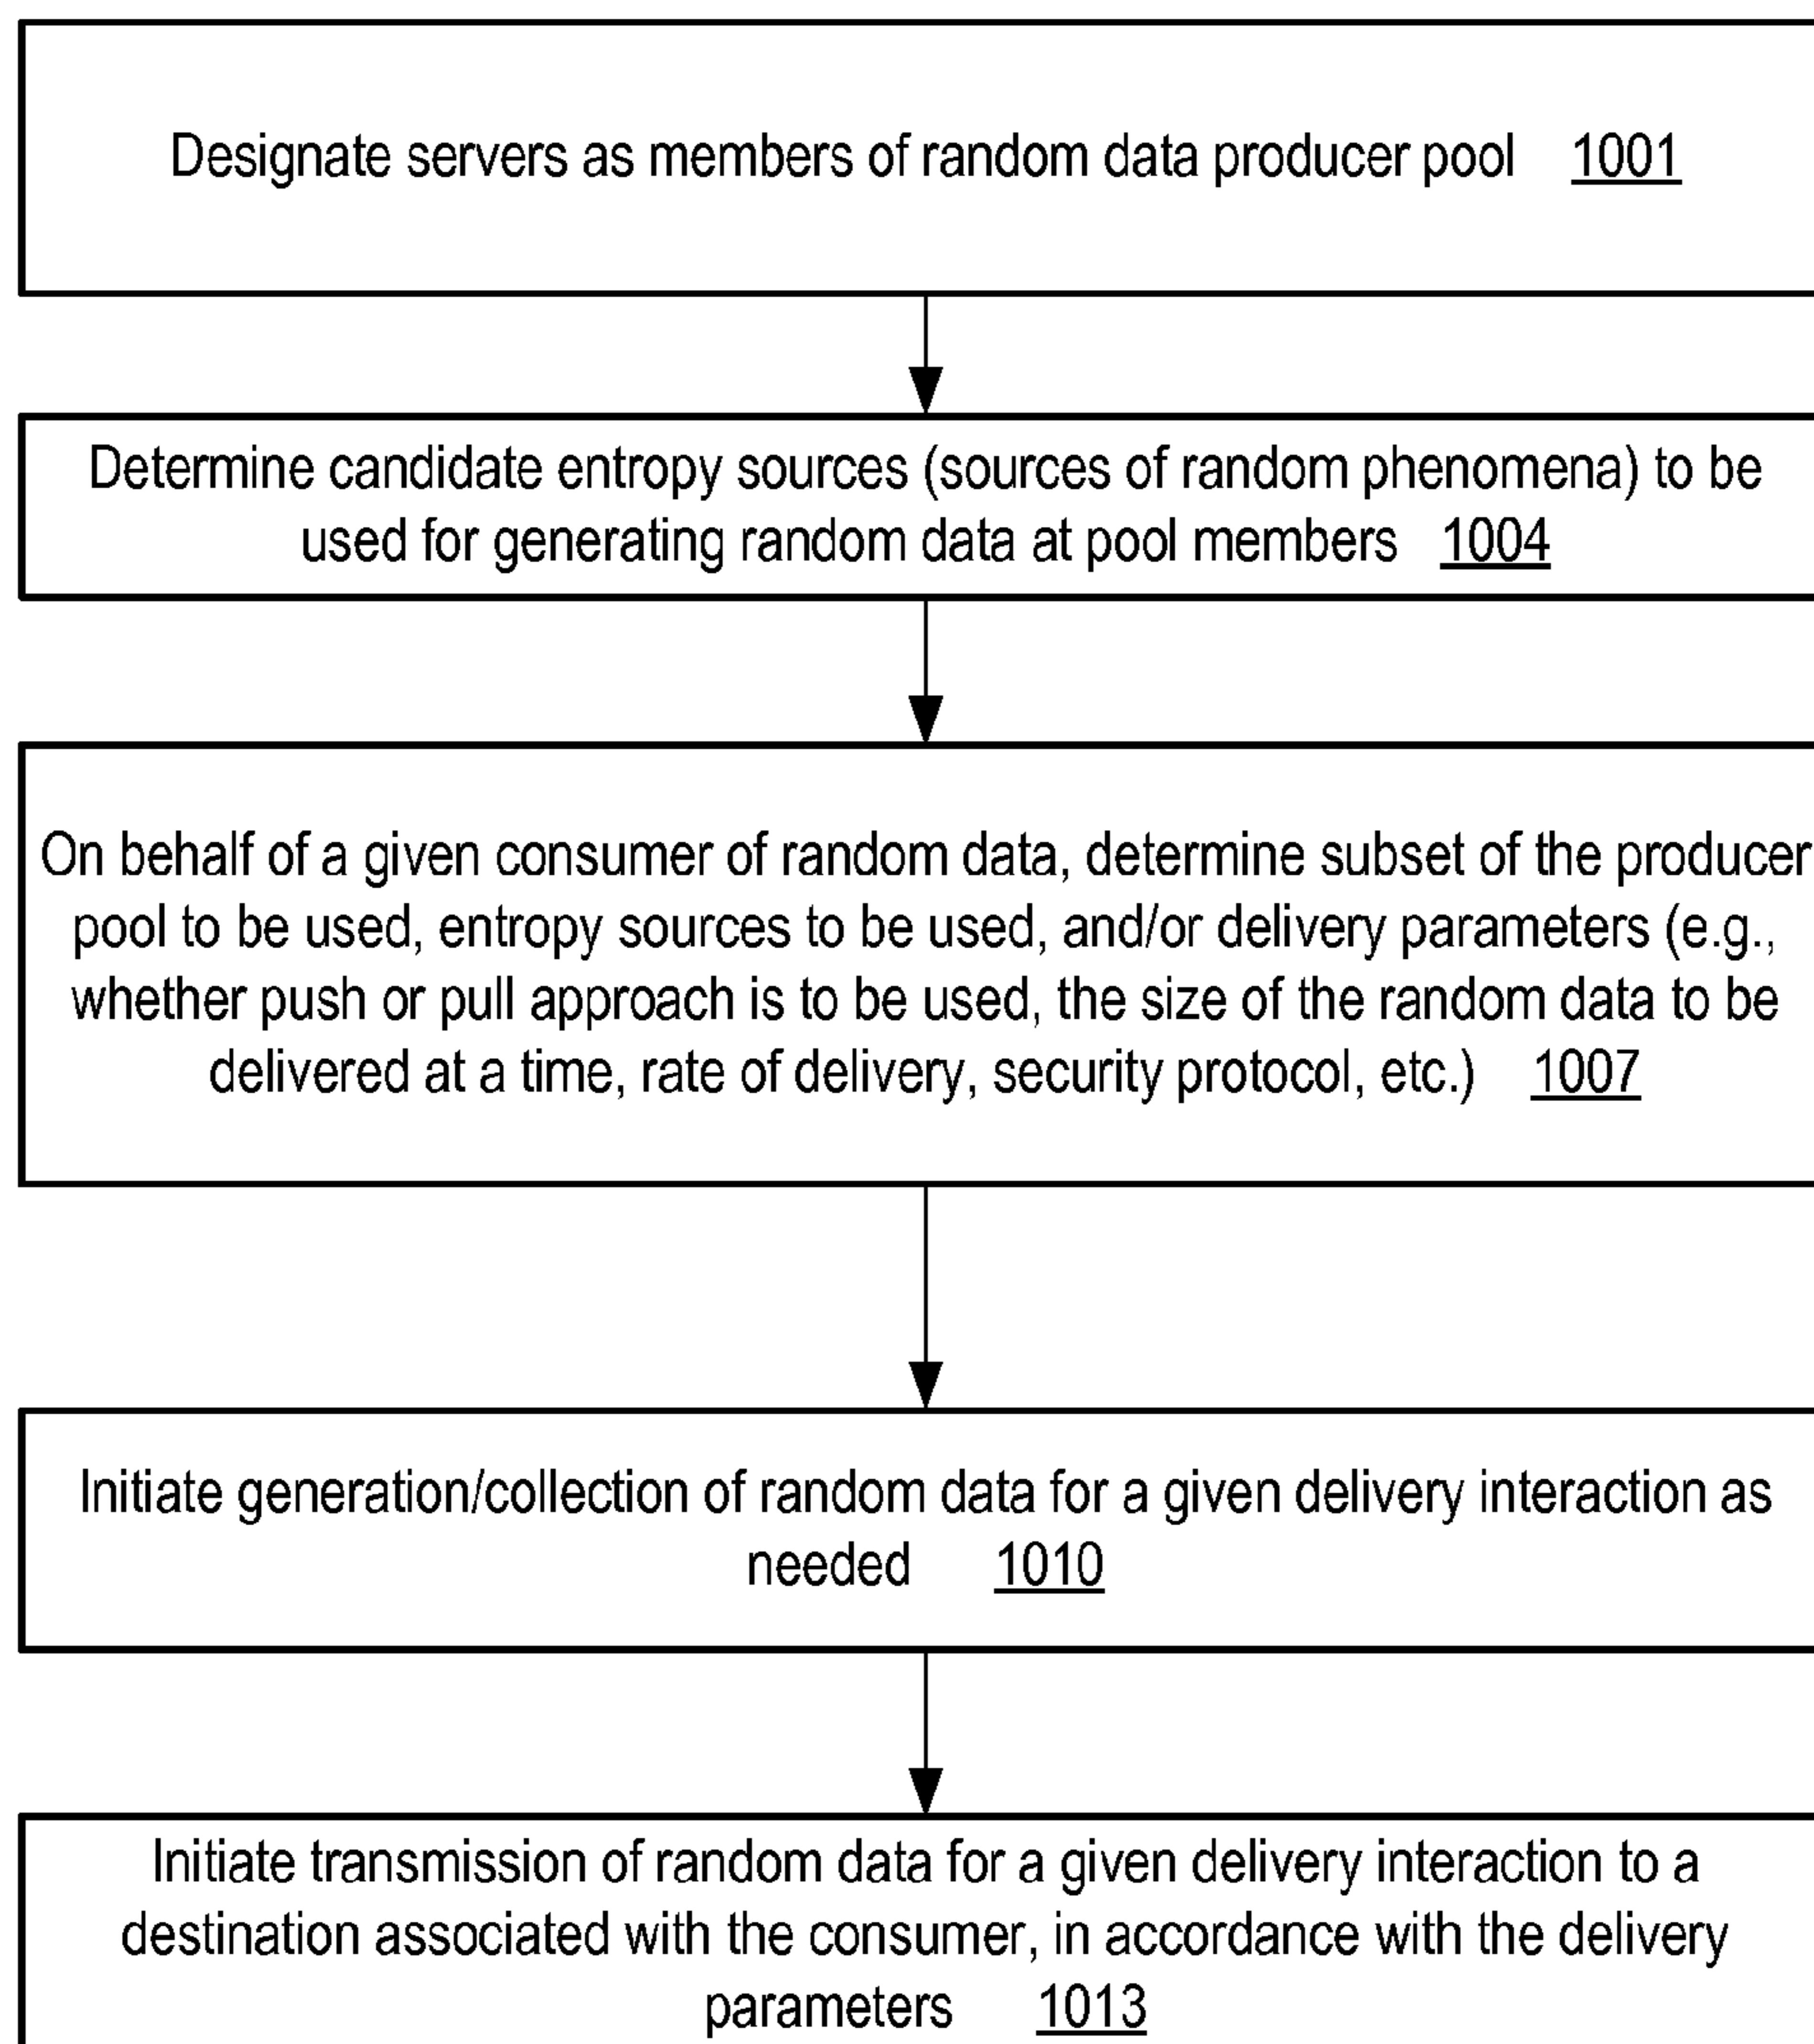 Designate servers as members of random data producer pool 1001
Determine candidate entropy sources (sources of random phenomena) to be
used for generating random data at pool members 1004
On behalf of a given consumer of random data, determine subset of the producer
pool to be used, entropy sources to be used, and/or delivery parameters (e.g.,
whether push or pull approach is to be used, the size of the random data to be
delivered at a time, rate of delivery, security protocol, etc.) 1007
Initiate generation/collection of random data for a given delivery interaction as
needed 1010
Initiate transmission of random data for a given delivery interaction to a
destination associated with the consumer, in accordance with the delivery
parameters 1013